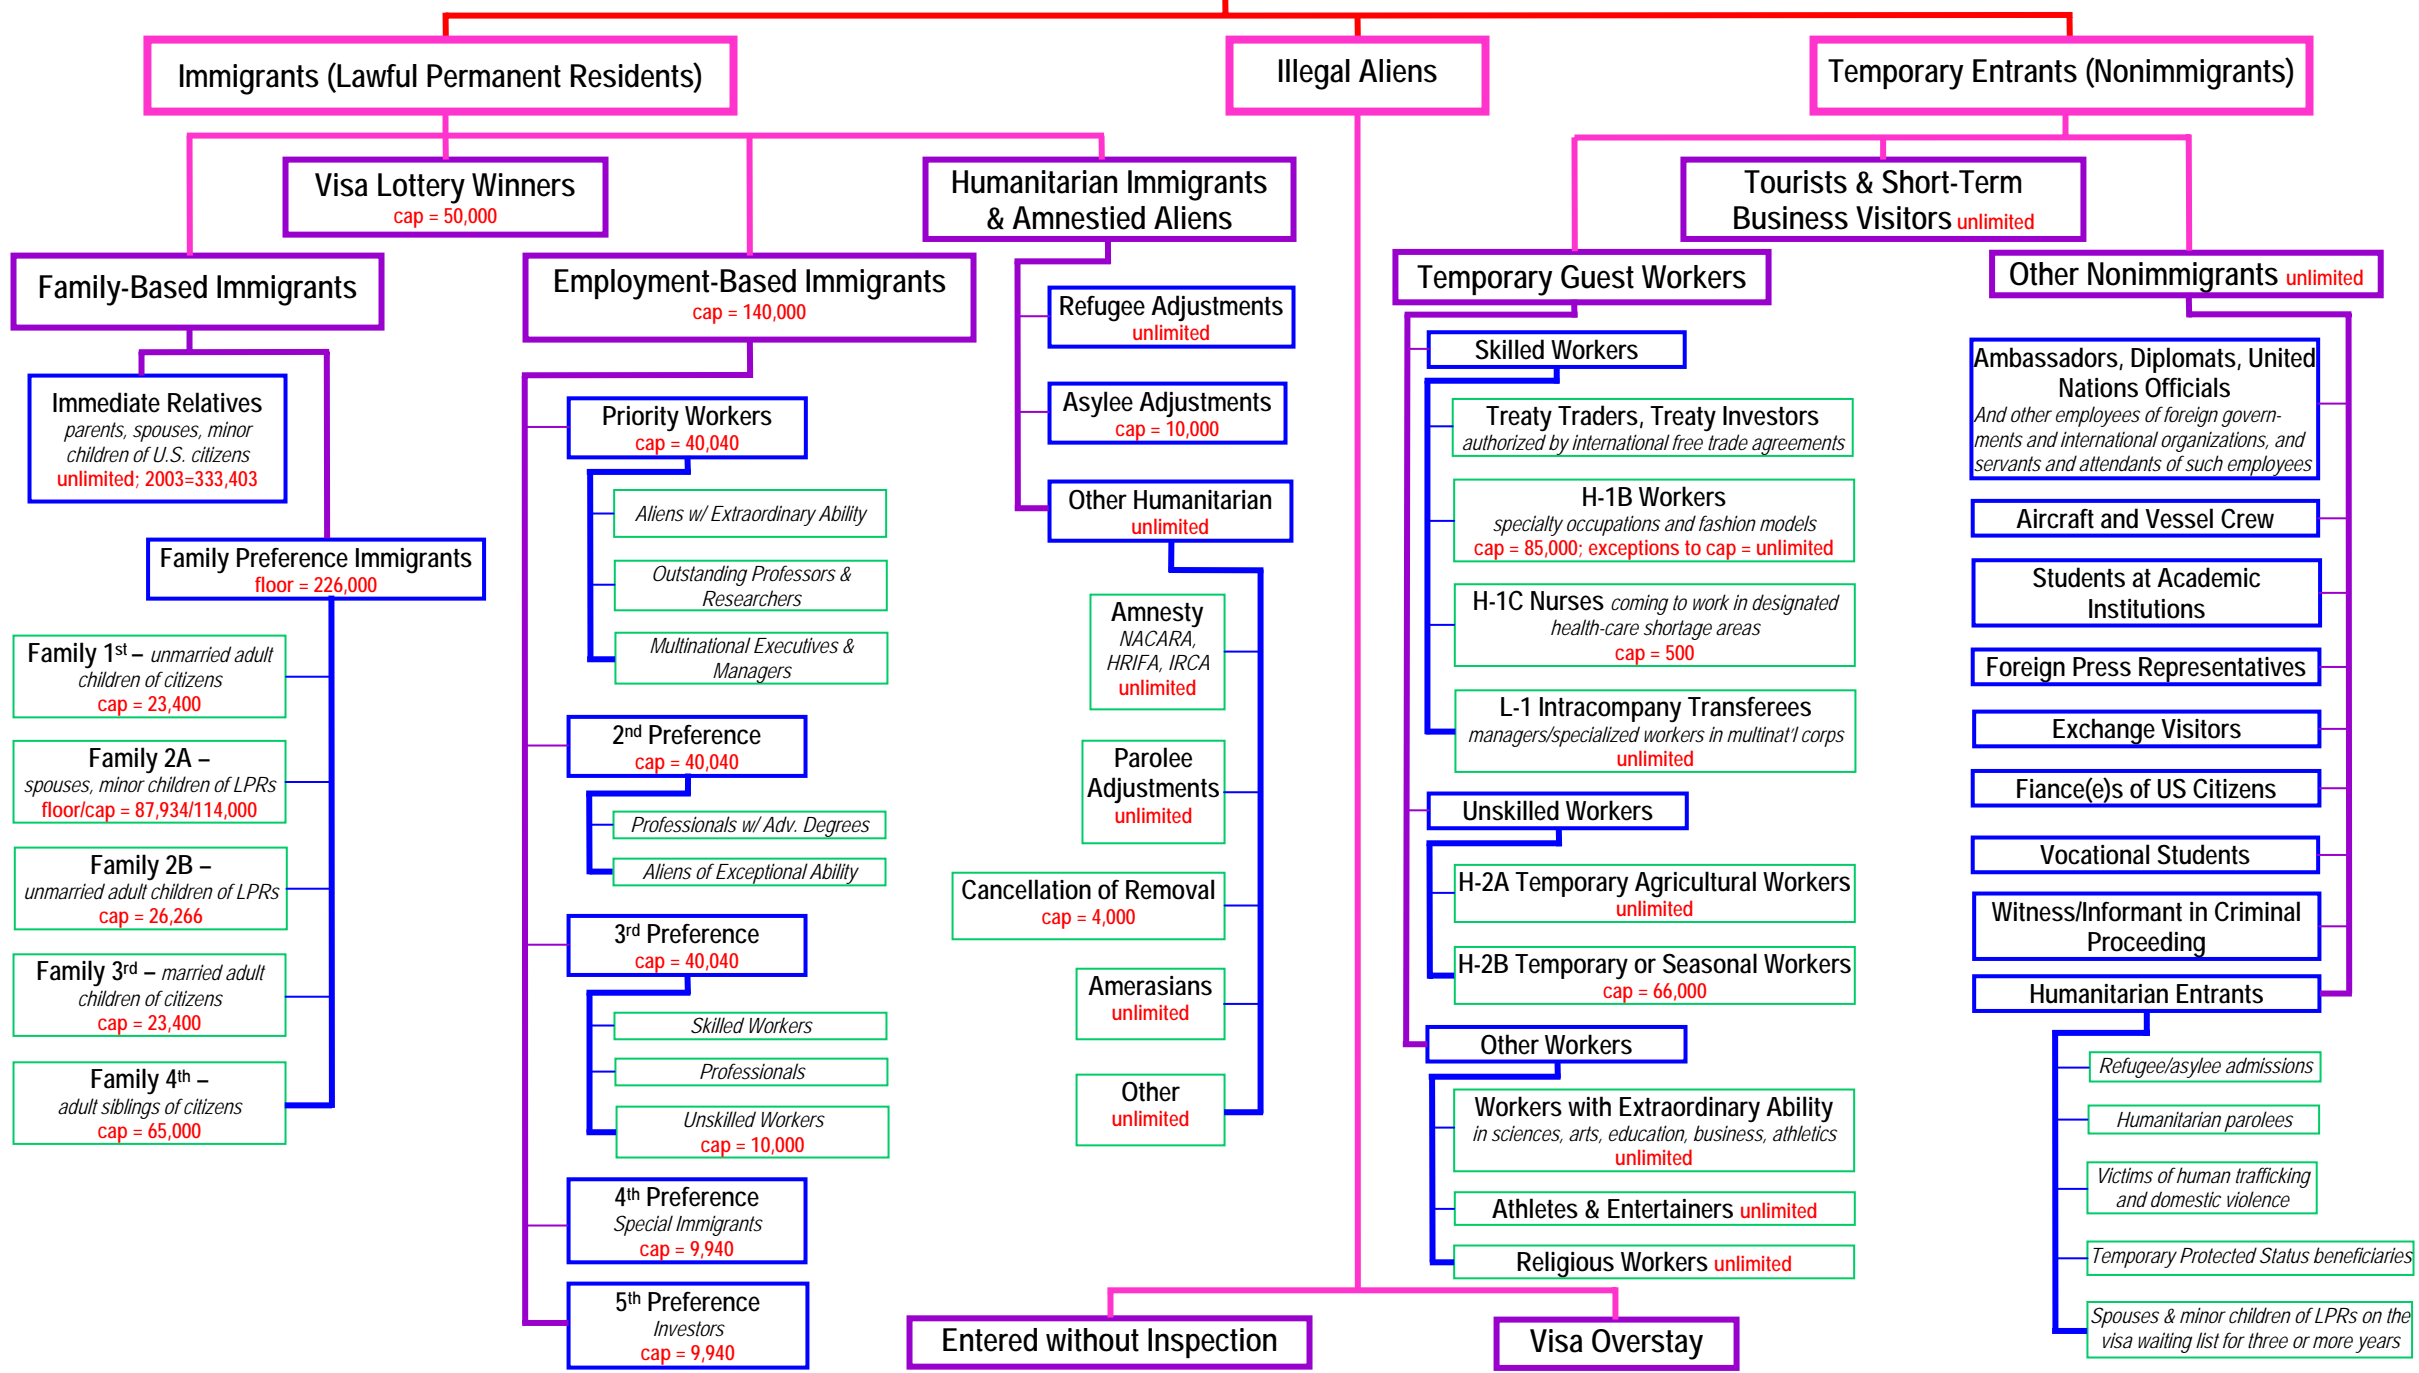 Immigrants (Lawful Permanent Residents)
Illegal Aliens
Temporary Entrants (Nonimmigrants)
Visa Lottery Winners
cap = 50,000
Humanitarian Immigrants
& Amnestied Aliens
Tourists & Short-Term
Business Visitors unlimited
Family-Based Immigrants
Immediate Relatives
parents, spouses, minor
children of U.S. citizens
unlimited; 2003=333,403
Family Preference Immigrants
floor = 226,000
Family 1st – unmarried adult
children of citizens
cap = 23,400
Family 2A –
spouses, minor children of LPRs
floor/cap = 87,934/114,000
Family 2B –
unmarried adult children of LPRs
cap = 26,266
Family 3rd – married adult
children of citizens
cap = 23,400
Family 4th –
adult siblings of citizens
cap = 65,000
Employment-Based Immigrants
cap = 140,000
Priority Workers
cap = 40,040
Aliens w/ Extraordinary Ability
Outstanding Professors &
Researchers
Multinational Executives &
Managers
2nd Preference
cap = 40,040
Professionals w/ Adv. Degrees
Aliens of Exceptional Ability
3rd Preference
cap = 40,040
Skilled Workers
Professionals
Unskilled Workers
cap = 10,000
4th Preference
Special Immigrants
cap = 9,940
5th Preference
Investors
cap = 9,940
Refugee Adjustments
unlimited
Asylee Adjustments
cap = 10,000
Other Humanitarian
unlimited
Amnesty
NACARA,
HRIFA, IRCA
unlimited
Parolee
Adjustments
unlimited
Cancellation of Removal
cap = 4,000
Amerasians
unlimited
Other
unlimited
Entered without Inspection
Visa Overstay
Temporary Guest Workers
Skilled Workers
Treaty Traders, Treaty Investors
authorized by international free trade agreements
H-1B Workers
specialty occupations and fashion models
cap = 85,000; exceptions to cap = unlimited
H-1C Nurses coming to work in designated
health-care shortage areas
cap = 500
L-1 Intracompany Transferees
managers/specialized workers in multinat'l corps
unlimited
Unskilled Workers
H-2A Temporary Agricultural Workers
unlimited
H-2B Temporary or Seasonal Workers
cap = 66,000
Other Workers
Workers with Extraordinary Ability
in sciences, arts, education, business, athletics
unlimited
Athletes & Entertainers unlimited
Religious Workers unlimited
Other Nonimmigrants unlimited
Ambassadors, Diplomats, United
Nations Officials
And other employees of foreign govern-
ments and international organizations, and
servants and attendants of such employees
Aircraft and Vessel Crew
Students at Academic
Institutions
Foreign Press Representatives
Exchange Visitors
Fiance(e)s of US Citizens
Vocational Students
Witness/Informant in Criminal
Proceeding
Humanitarian Entrants
Refugee/asylee admissions
Humanitarian parolees
Victims of human trafficking
and domestic violence
Temporary Protected Status beneficiaries
Spouses & minor children of LPRs on the
visa waiting list for three or more years